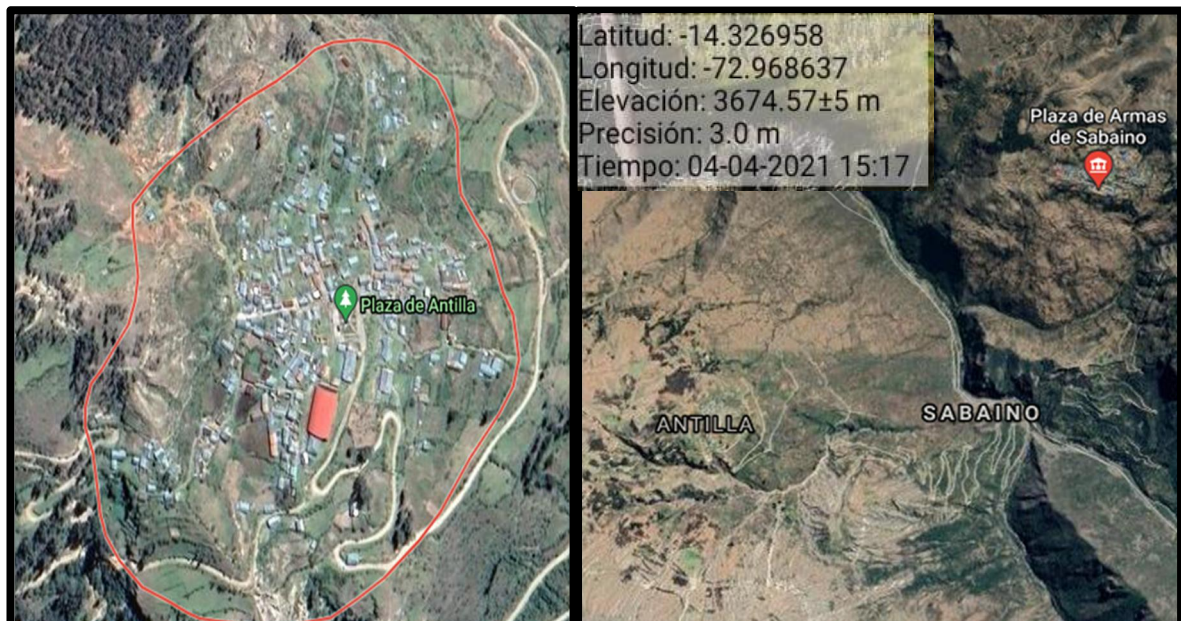 Plaza de Antilla
Latitud: -14.326958
Longitud: -72.968637
Elevación: 3674.57±5 m
Precisión: 3.0 m
Tiempo: 04-04-2021 15:17
Plaza de Armas
de Sabaino
ANTILLA
SABAINO